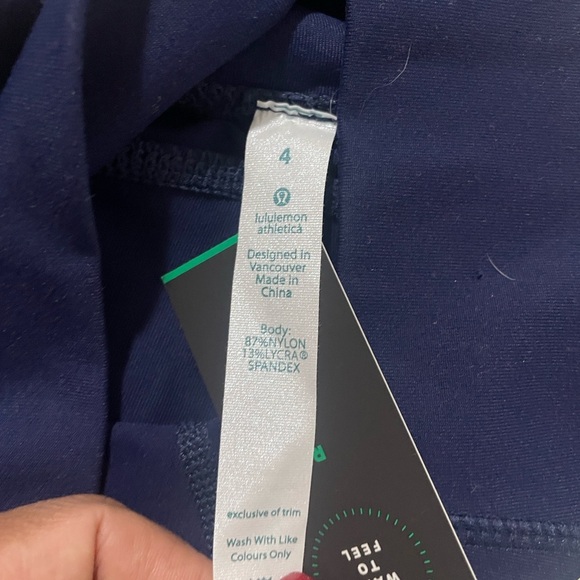 4
lululemon
athletica
Designed in
Vancouver
Made in
China
Body:
87%NYLON
13%LYCRA®
SPANDEX
exclusive of trim
Wash With Like
Colours Only
TO
FEEL